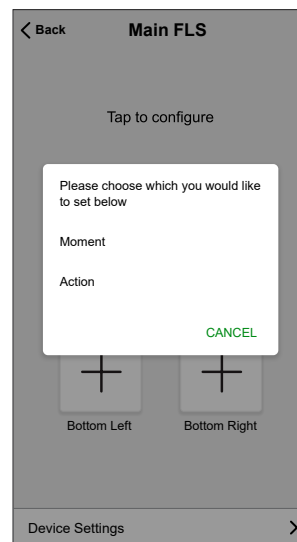 Back Main FLS
Tap to configure
Please choose which you would like
to set below
Moment
Action
CANCEL
Bottom Left Bottom Right
Device Settings